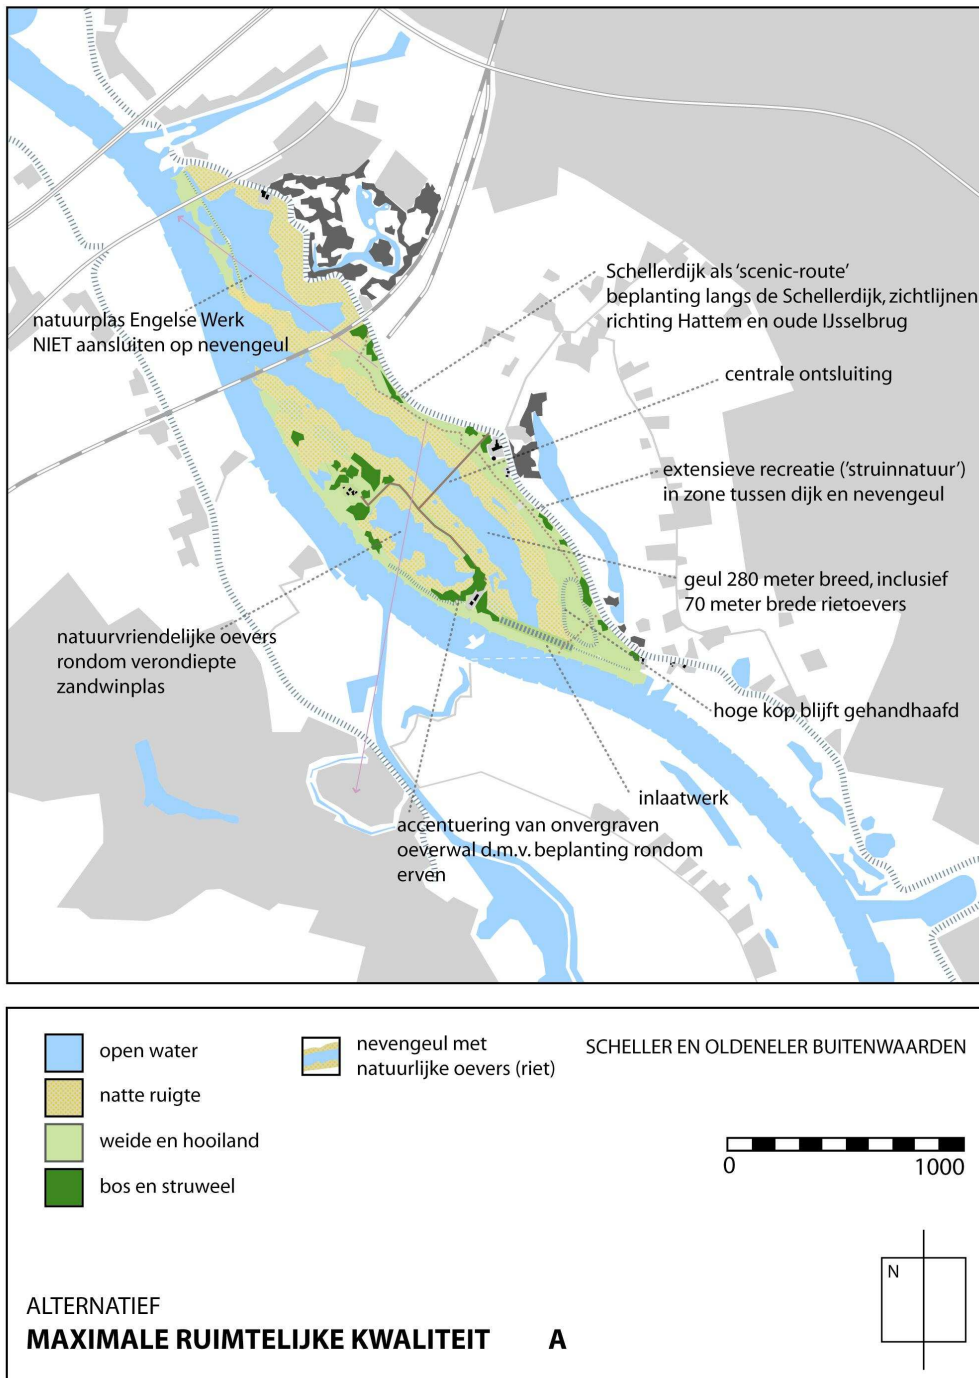 Schellerdijk als ‘scenic-route’
beplanting langs de Schellerdijk, zichtlijnen
richting Hattem en oude IJsselbrug
natuurplas Engelse Werk
NIET aansluiten op nevengeul
centrale ontsluiting
extensieve recreatie (‘struinnatuur’)
in zone tussen dijk en nevengeul
geul 280 meter breed, inclusief
70 meter brede rietoevers
natuurvriendelijke oevers
rondom verondiepte
zandwinplas
hoge kop blijft gehandhaafd
inlaatwerk
accentuering van onvergraven
oeverwal d.m.v. beplanting rondom
erven
open water
natte ruigte
weide en hooiland
bos en struweel
nevengeul met
natuurlijke oevers (riet)
SCHELLER EN OLDENELER BUITENWAARDEN
0 1000
N
ALTERNATIEF
MAXIMALE RUIMTELIJKE KWALITEIT A